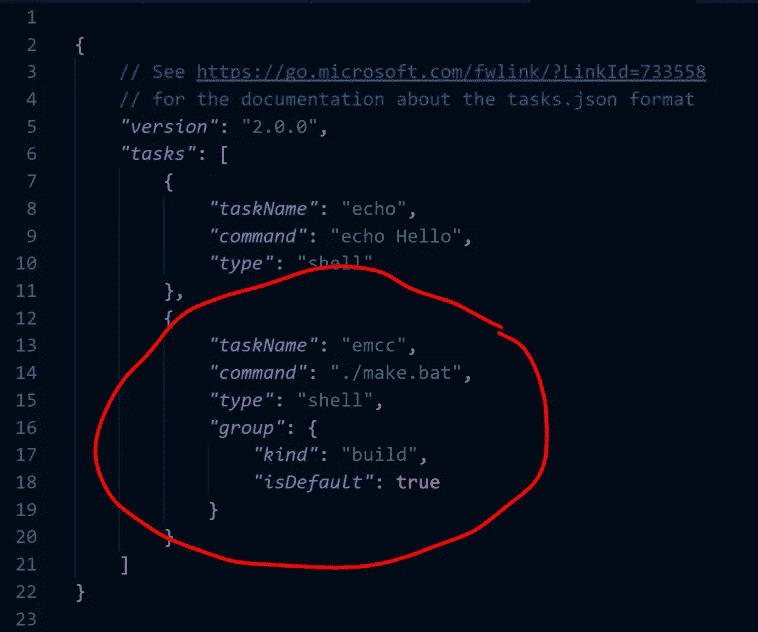 1
2 {
3 // See https://go.microsoft.com/fwlink/?LinkId=733558
4 // for the documentation about the tasks.json format
5 "version": "2.0.0",
6 "tasks": [
7 {
8 "taskName": "echo",
9 "command": "echo Hello",
10 "type": "shell"
11 },
12 {
13 "taskName": "emcc",
14 "command": "./make.bat",
15 "type": "shell",
16 "group": {
17 "kind": "build",
18 "isDefault": true
19 }
20 }
21 ]
22 }
23